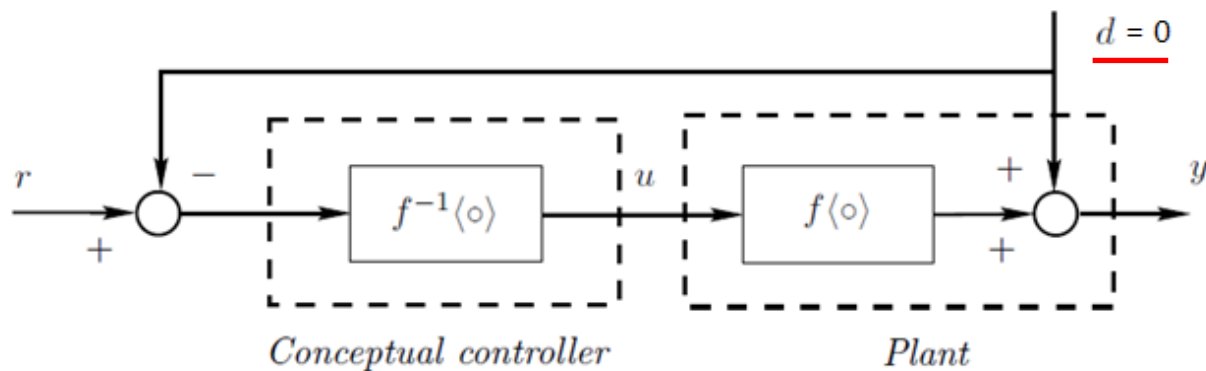 d = 0
−
r
+
f⁻¹⟨∘⟩
u
f⟨∘⟩
+
+
y
Conceptual controller
Plant